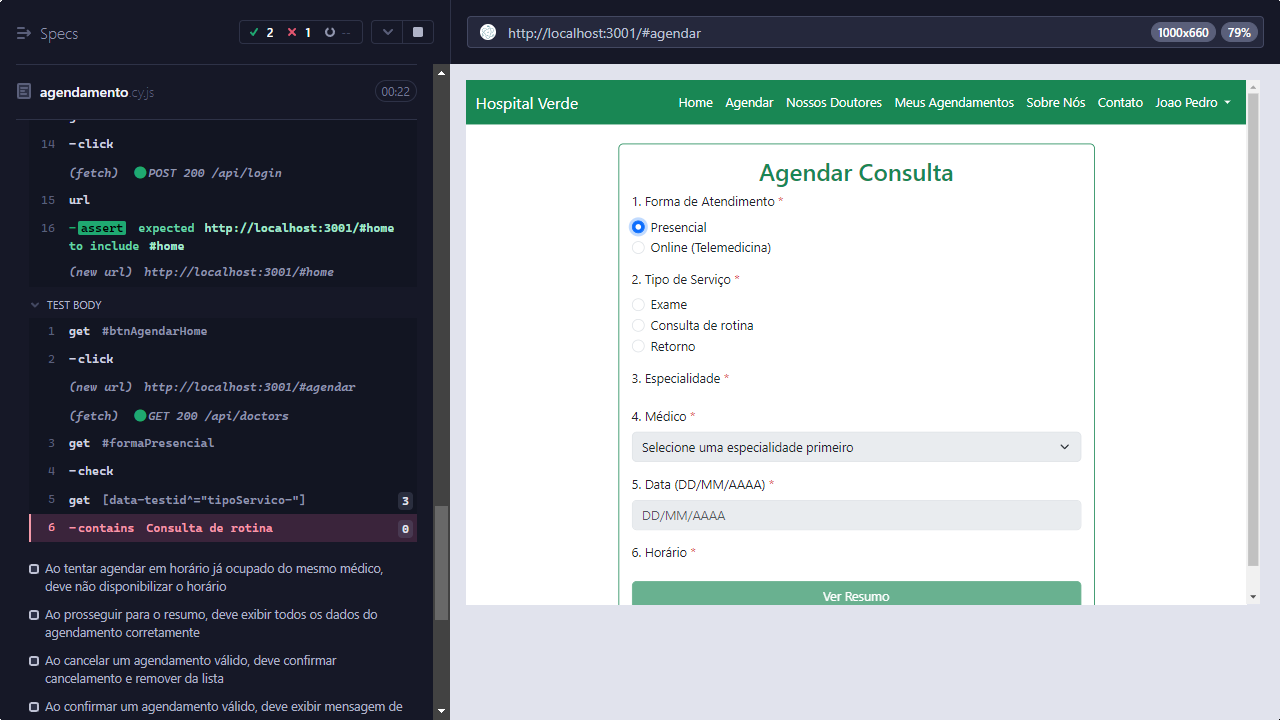 Specs
2
1
--
http://localhost:3001/#agendar
1000x660
79%
agendamento.cy.js
00:22
14 -click
(fetch) POST 200 /api/login
15 url
16 -assert expected http://localhost:3001/#home
to include #home
(new url) http://localhost:3001/#home
TEST BODY
1 get #btnAgendarHome
2 -click
(new url) http://localhost:3001/#agendar
(fetch) GET 200 /api/doctors
3 get #formaPresencial
4 -check
5 get [data-testid^="tipoServico-"] 3
6 -contains Consulta de rotina 0
Ao tentar agendar em horário já ocupado do mesmo médico,
deve não disponibilizar o horário
Ao prosseguir para o resumo, deve exibir todos os dados do
agendamento corretamente
Ao cancelar um agendamento válido, deve confirmar
cancelamento e remover da lista
Ao confirmar um agendamento válido, deve exibir mensagem de
Hospital Verde
Home
Agendar
Nossos Doutores
Meus Agendamentos
Sobre Nós
Contato
Joao Pedro
Agendar Consulta
1. Forma de Atendimento *
Presencial
Online (Telemedicina)
2. Tipo de Serviço *
Exame
Consulta de rotina
Retorno
3. Especialidade *
4. Médico *
Selecione uma especialidade primeiro
5. Data (DD/MM/AAAA) *
DD/MM/AAAA
6. Horário *
Ver Resumo